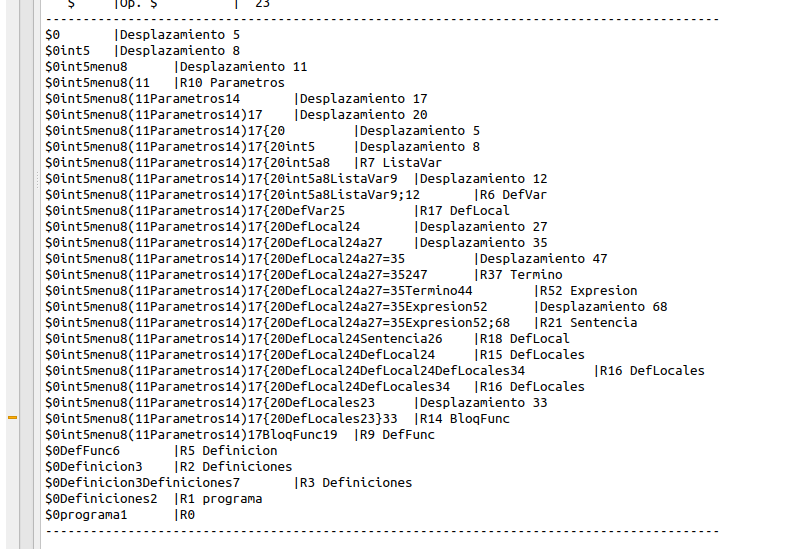 $ |Op. $ | 23
-----------------------------------------------------------------------------------------
$0 |Desplazamiento 5
$0int5 |Desplazamiento 8
$0int5menu8 |Desplazamiento 11
$0int5menu8(11 |R10 Parametros
$0int5menu8(11Parametros14 |Desplazamiento 17
$0int5menu8(11Parametros14)17 |Desplazamiento 20
$0int5menu8(11Parametros14)17{20 |Desplazamiento 5
$0int5menu8(11Parametros14)17{20int5 |Desplazamiento 8
$0int5menu8(11Parametros14)17{20int5a8 |R7 ListaVar
$0int5menu8(11Parametros14)17{20int5a8ListaVar9 |Desplazamiento 12
$0int5menu8(11Parametros14)17{20int5a8ListaVar9;12 |R6 DefVar
$0int5menu8(11Parametros14)17{20DefVar25 |R17 DefLocal
$0int5menu8(11Parametros14)17{20DefLocal24 |Desplazamiento 27
$0int5menu8(11Parametros14)17{20DefLocal24a27 |Desplazamiento 35
$0int5menu8(11Parametros14)17{20DefLocal24a27=35 |Desplazamiento 47
$0int5menu8(11Parametros14)17{20DefLocal24a27=35247 |R37 Termino
$0int5menu8(11Parametros14)17{20DefLocal24a27=35Termino44 |R52 Expresion
$0int5menu8(11Parametros14)17{20DefLocal24a27=35Expresion52 |Desplazamiento 68
$0int5menu8(11Parametros14)17{20DefLocal24a27=35Expresion52;68 |R21 Sentencia
$0int5menu8(11Parametros14)17{20DefLocal24Sentencia26 |R18 DefLocal
$0int5menu8(11Parametros14)17{20DefLocal24DefLocal24 |R15 DefLocales
$0int5menu8(11Parametros14)17{20DefLocal24DefLocal24DefLocales34 |R16 DefLocales
$0int5menu8(11Parametros14)17{20DefLocal24DefLocales34 |R16 DefLocales
$0int5menu8(11Parametros14)17{20DefLocales23 |Desplazamiento 33
$0int5menu8(11Parametros14)17{20DefLocales23}33 |R14 BloqFunc
$0int5menu8(11Parametros14)17BloqFunc19 |R9 DefFunc
$0DefFunc6 |R5 Definicion
$0Definicion3 |R2 Definiciones
$0Definicion3Definiciones7 |R3 Definiciones
$0Definiciones2 |R1 programa
$0programa1 |R0
-----------------------------------------------------------------------------------------